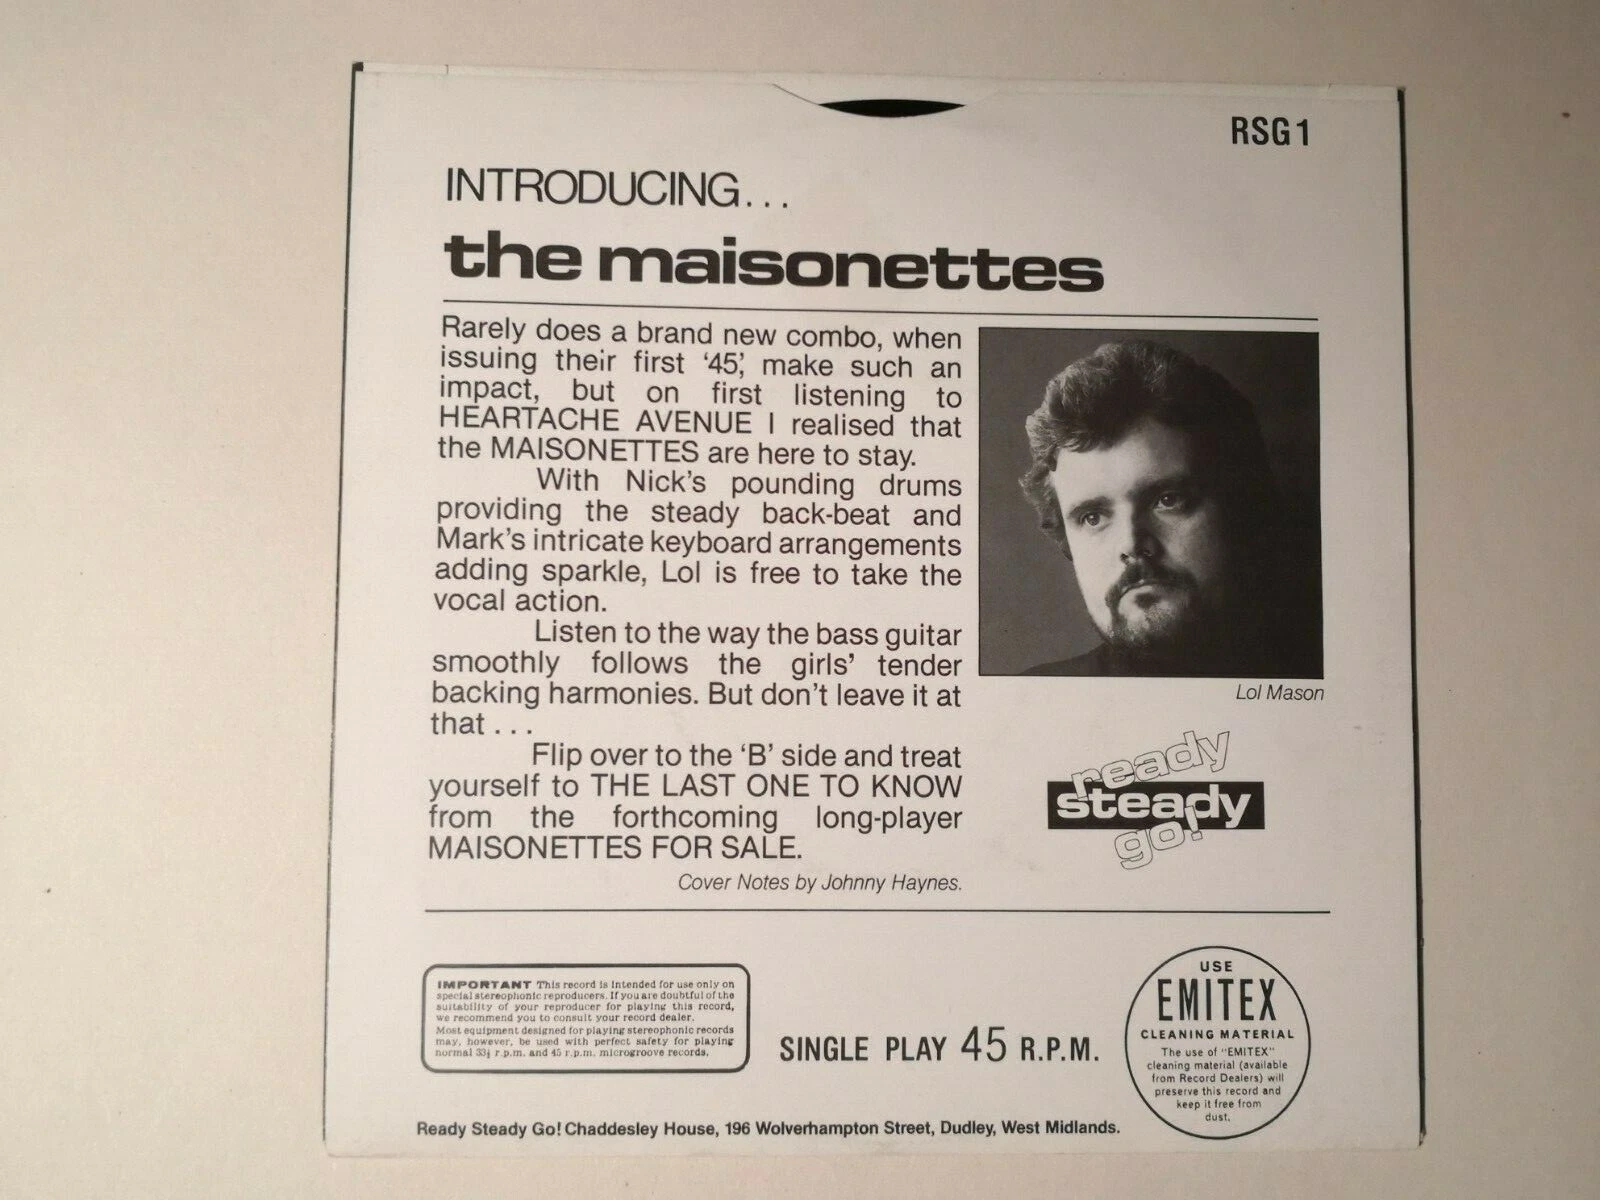 RSG1
INTRODUCING...
the maisonettes
Rarely does a brand new combo, when
issuing their first ‘45’, make such an
impact, but on first listening to
HEARTACHE AVENUE I realised that
the MAISONETTES are here to stay.
With Nick’s pounding drums
providing the steady back-beat and
Mark’s intricate keyboard arrangements
adding sparkle, Lol is free to take the
vocal action.
Listen to the way the bass guitar
smoothly follows the girls’ tender
backing harmonies. But don’t leave it at
that . . .
Flip over to the ‘B’ side and treat
yourself to THE LAST ONE TO KNOW
from the forthcoming long-player
MAISONETTES FOR SALE.
Cover Notes by Johnny Haynes.
Lol Mason
ready
steady
go!
IMPORTANT This record is intended for use only on
special stereophonic reproducers. If you are doubtful of the
suitability of your reproducer for playing this record,
we recommend you to consult your record dealer.
Most equipment designed for playing stereophonic records
may, however, be used with perfect safety for playing
normal 33⅓ r.p.m. and 45 r.p.m. microgroove records.
SINGLE PLAY 45 R.P.M.
USE
EMITEX
CLEANING MATERIAL
The use of "EMITEX"
cleaning material (available
from Record Dealers) will
preserve this record and
keep it free from
dust.
Ready Steady Go! Chaddesley House, 196 Wolverhampton Street, Dudley, West Midlands.